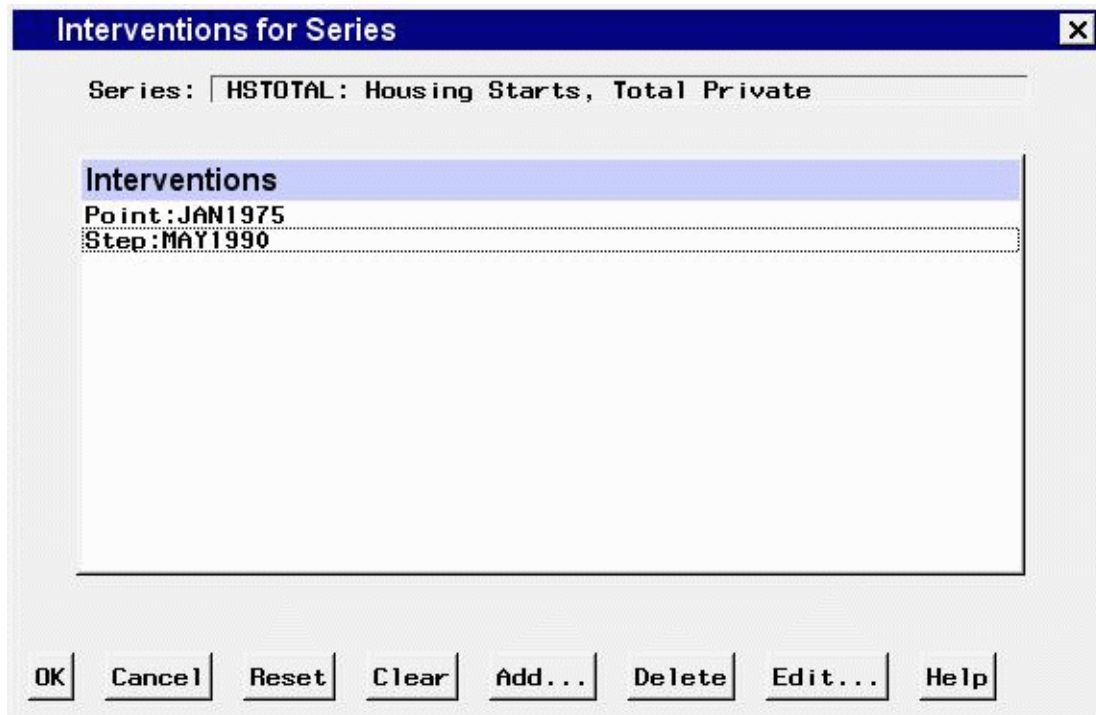 Interventions for Series
Series: HSTOTAL: Housing Starts, Total Private
Interventions
Point:JAN1975
Step:MAY1990
OK Cancel Reset Clear Add... Delete Edit... Help